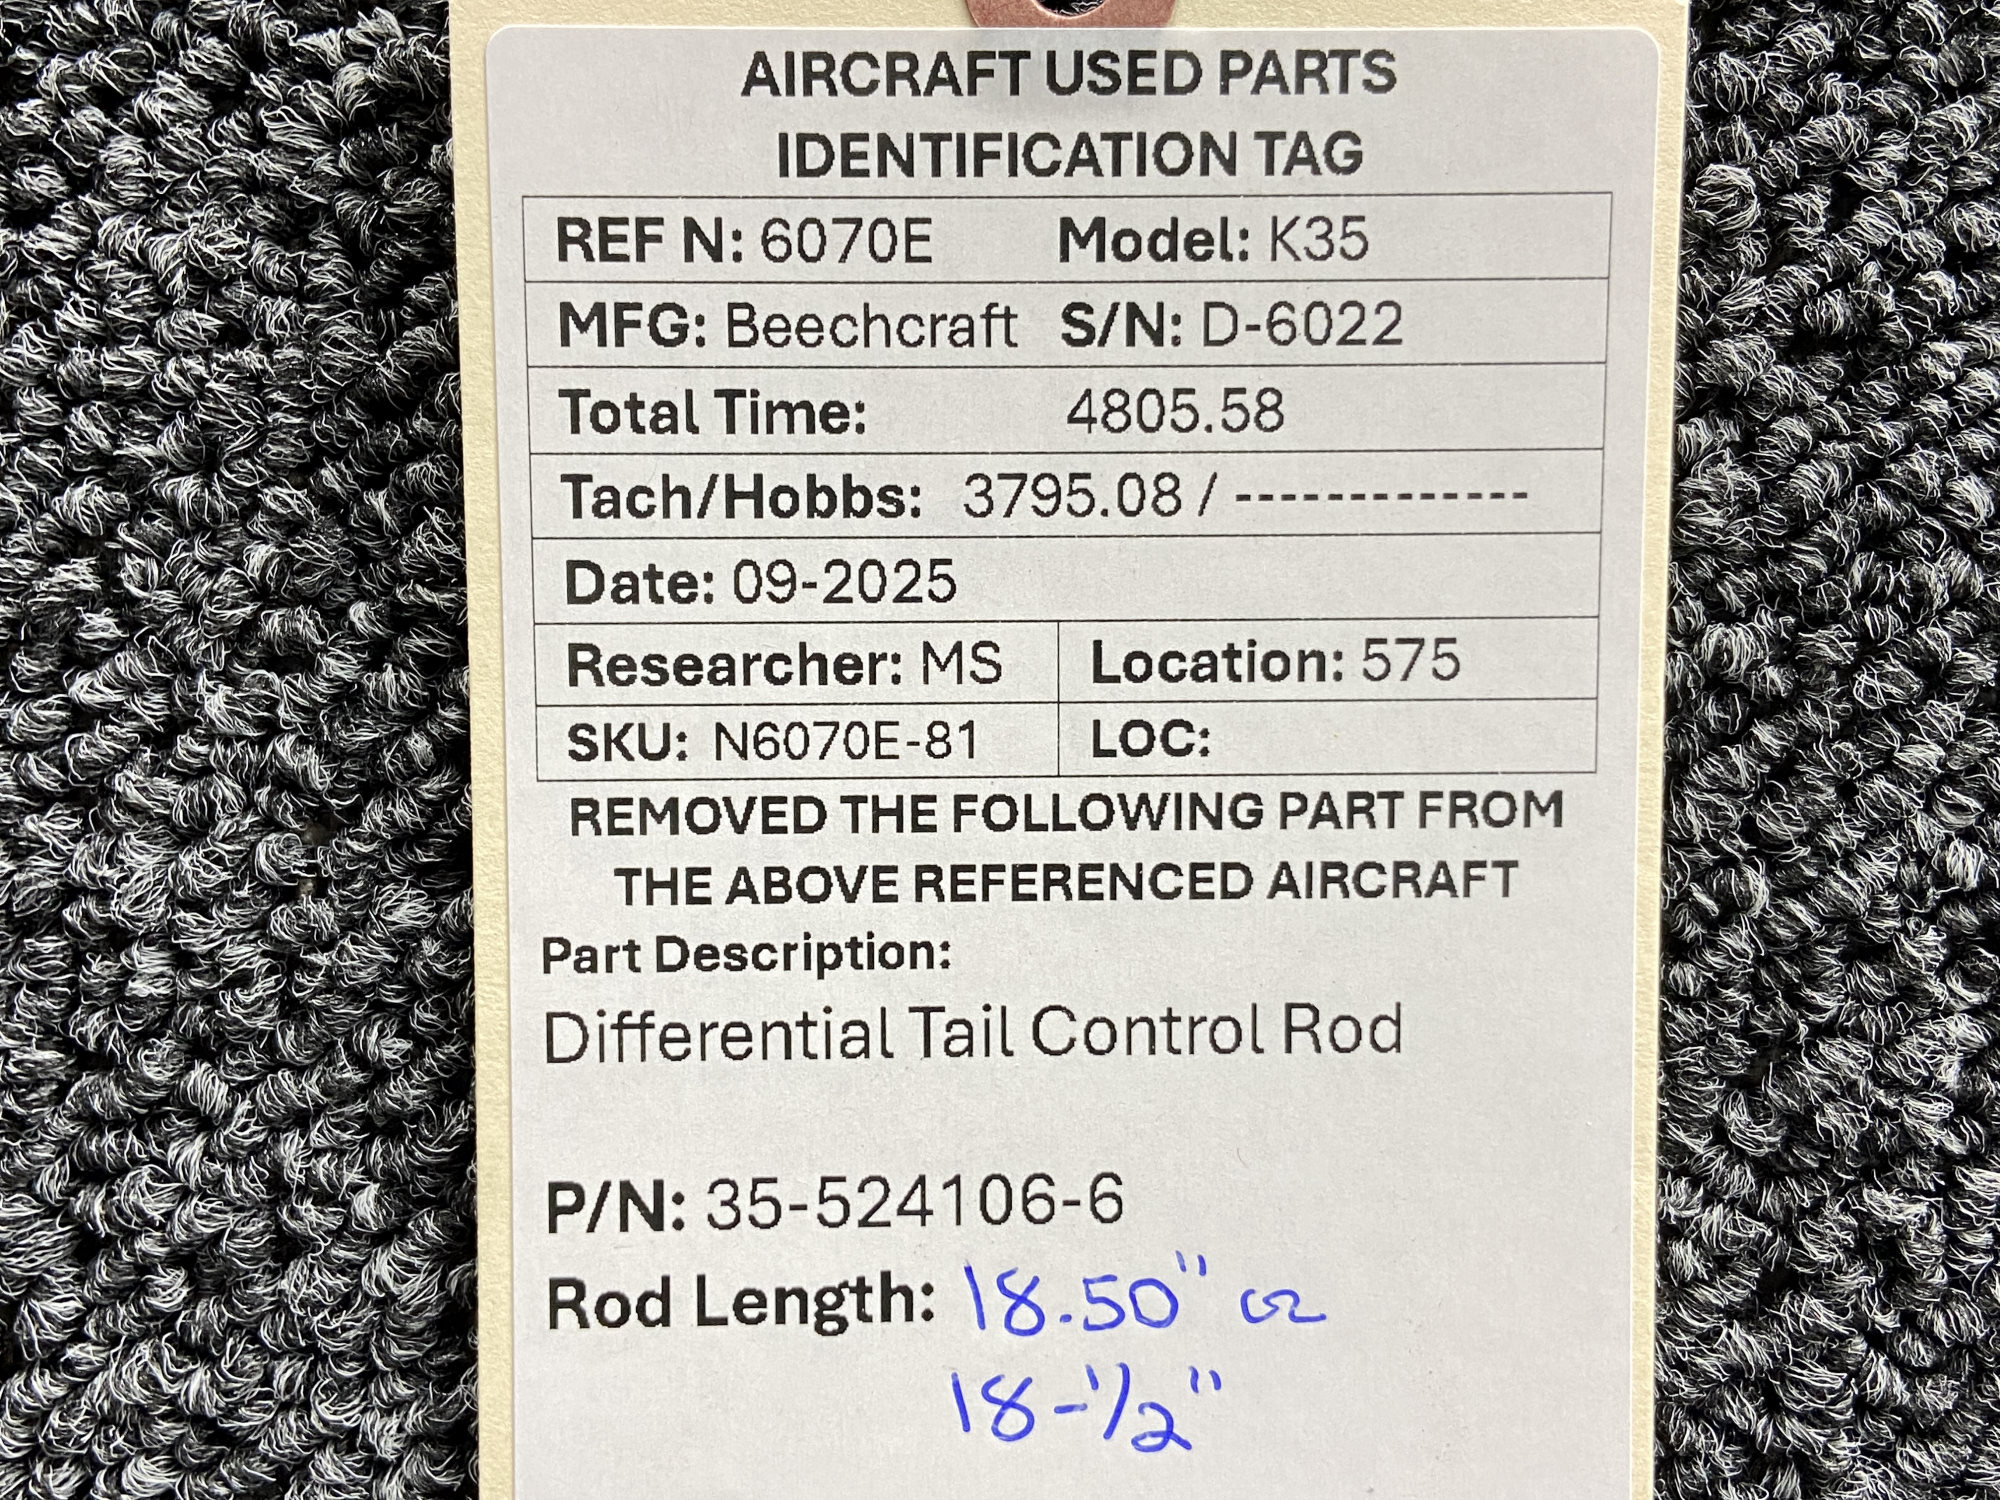 AIRCRAFT USED PARTS
IDENTIFICATION TAG
REF N: 6070E Model: K35
MFG: Beechcraft S/N: D-6022
Total Time: 4805.58
Tach/Hobbs: 3795.08 / -------------
Date: 09-2025
Researcher: MS Location: 575
SKU: N6070E-81 LOC:
REMOVED THE FOLLOWING PART FROM
THE ABOVE REFERENCED AIRCRAFT
Part Description:
Differential Tail Control Rod
P/N: 35-524106-6
Rod Length: 18.50" or
18-1/2"